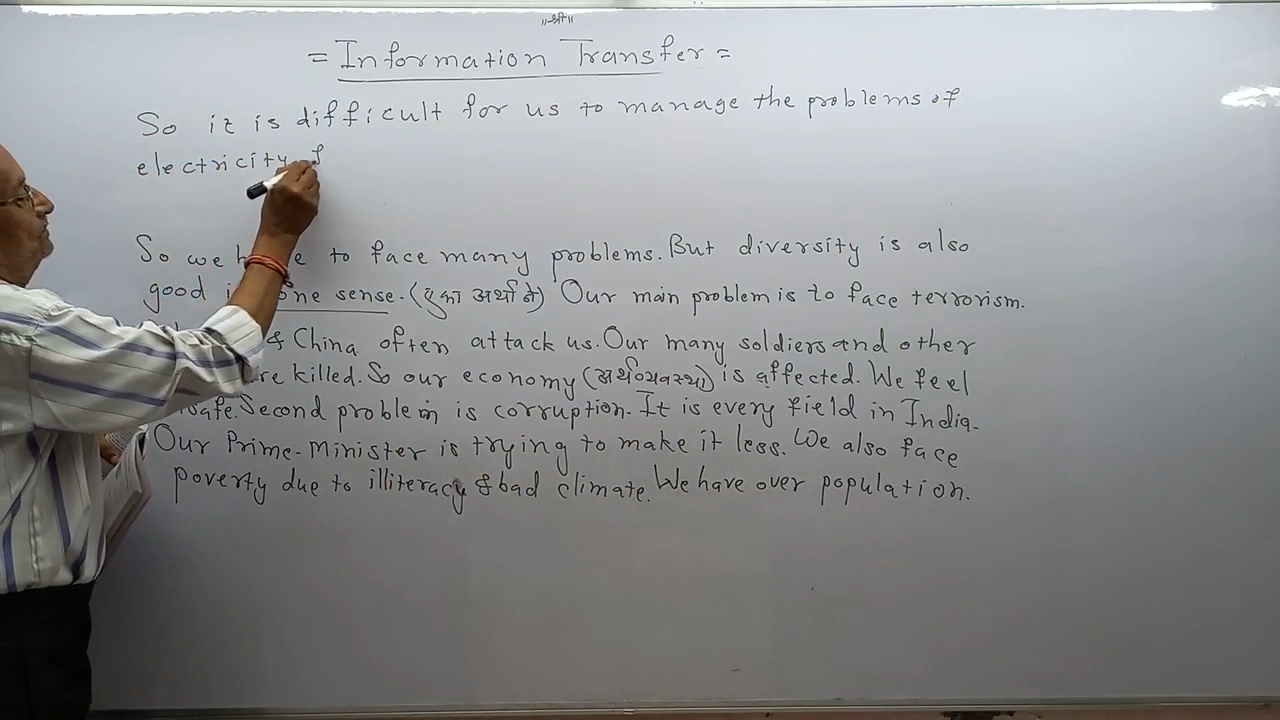 ॥श्री॥
= Information Transfer =
So it is difficult for us to manage the problems of
electricity
So we to face many problems. But diversity is also
good one sense. (एका अर्थाने) Our main problem is to face terrorism.
& China often attack us. Our many soldiers and other
re killed. So our economy (अर्थव्यवस्था) is affected. We feel
safe. Second problem is corruption. It is every field in India.
Our Prime-Minister is trying to make it less. We also face
poverty due to illiteracy & bad climate. We have over population.